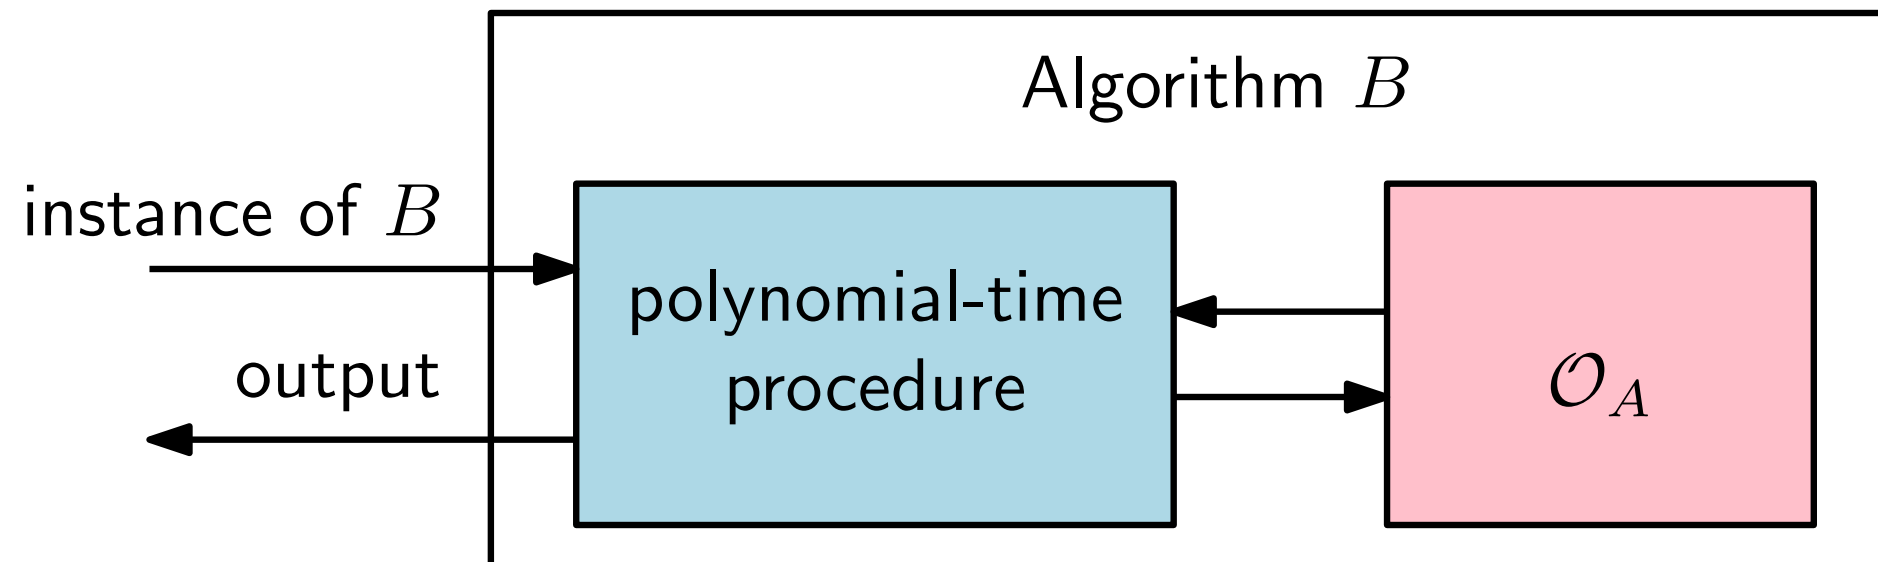 Algorithm B
instance of B
output
polynomial-time
procedure
𝒪_A